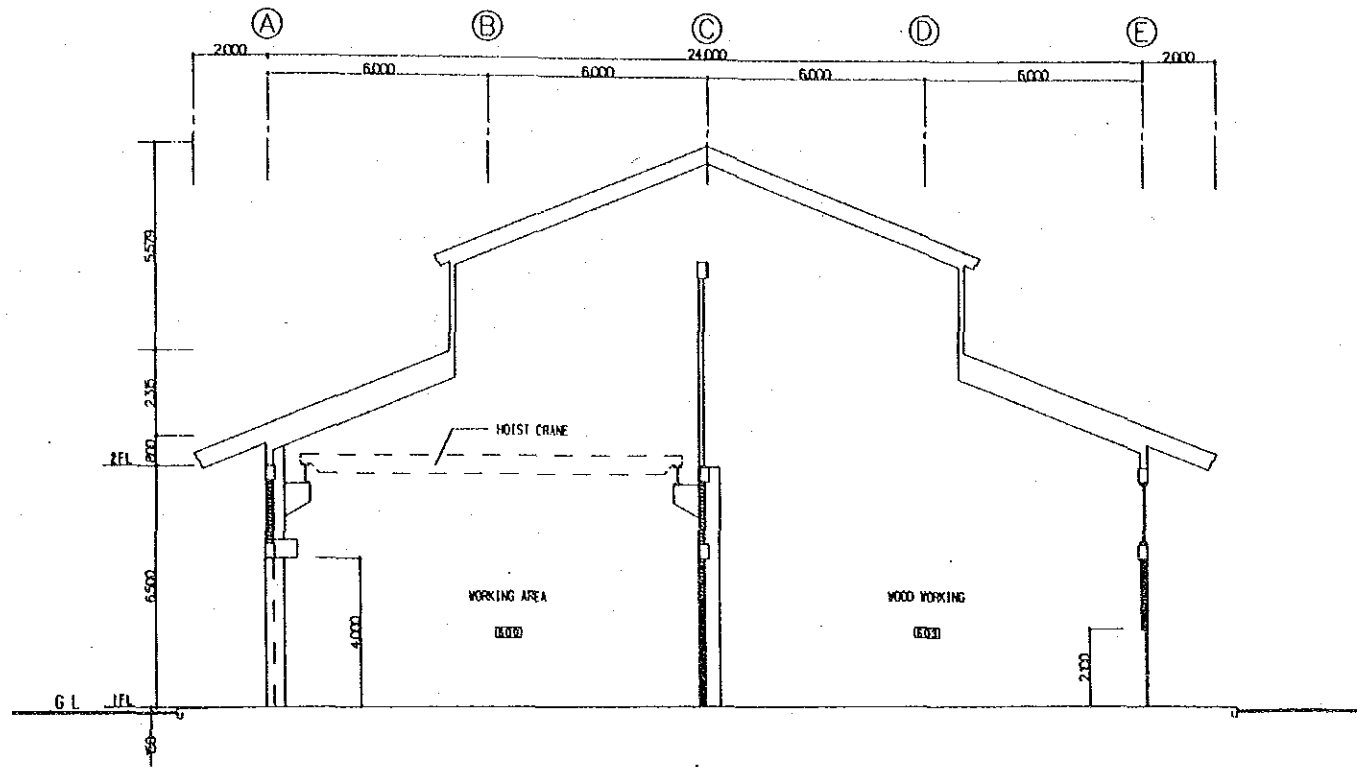 A B C D E
2,000 24,000 2,000
6,000 6,000 6,000 6,000
5,579
2,315
800
HOIST CRANE
2FL
6,500
WORKING AREA
WOOD WORKING
4,000
2,100
G L 1FL
150